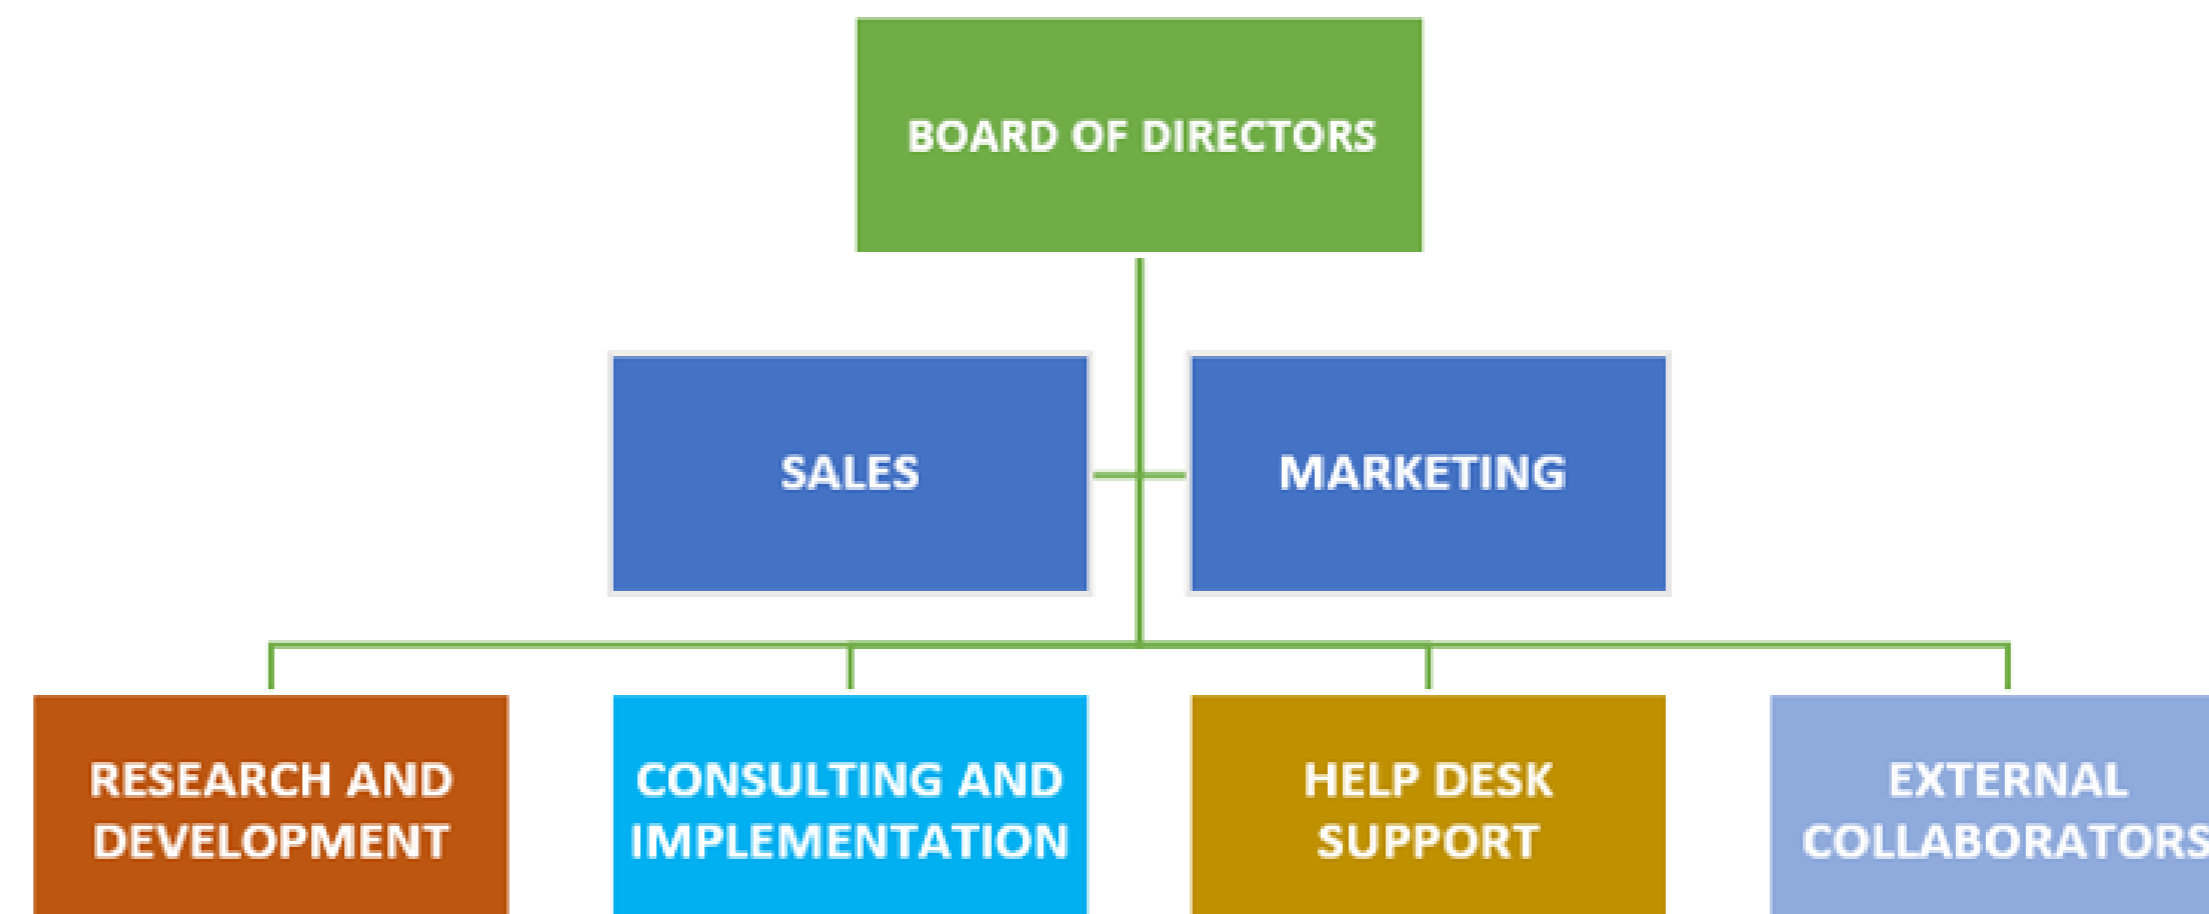 BOARD OF DIRECTORS
SALES
MARKETING
RESEARCH AND
DEVELOPMENT
CONSULTING AND
IMPLEMENTATION
HELP DESK
SUPPORT
EXTERNAL
COLLABORATORS